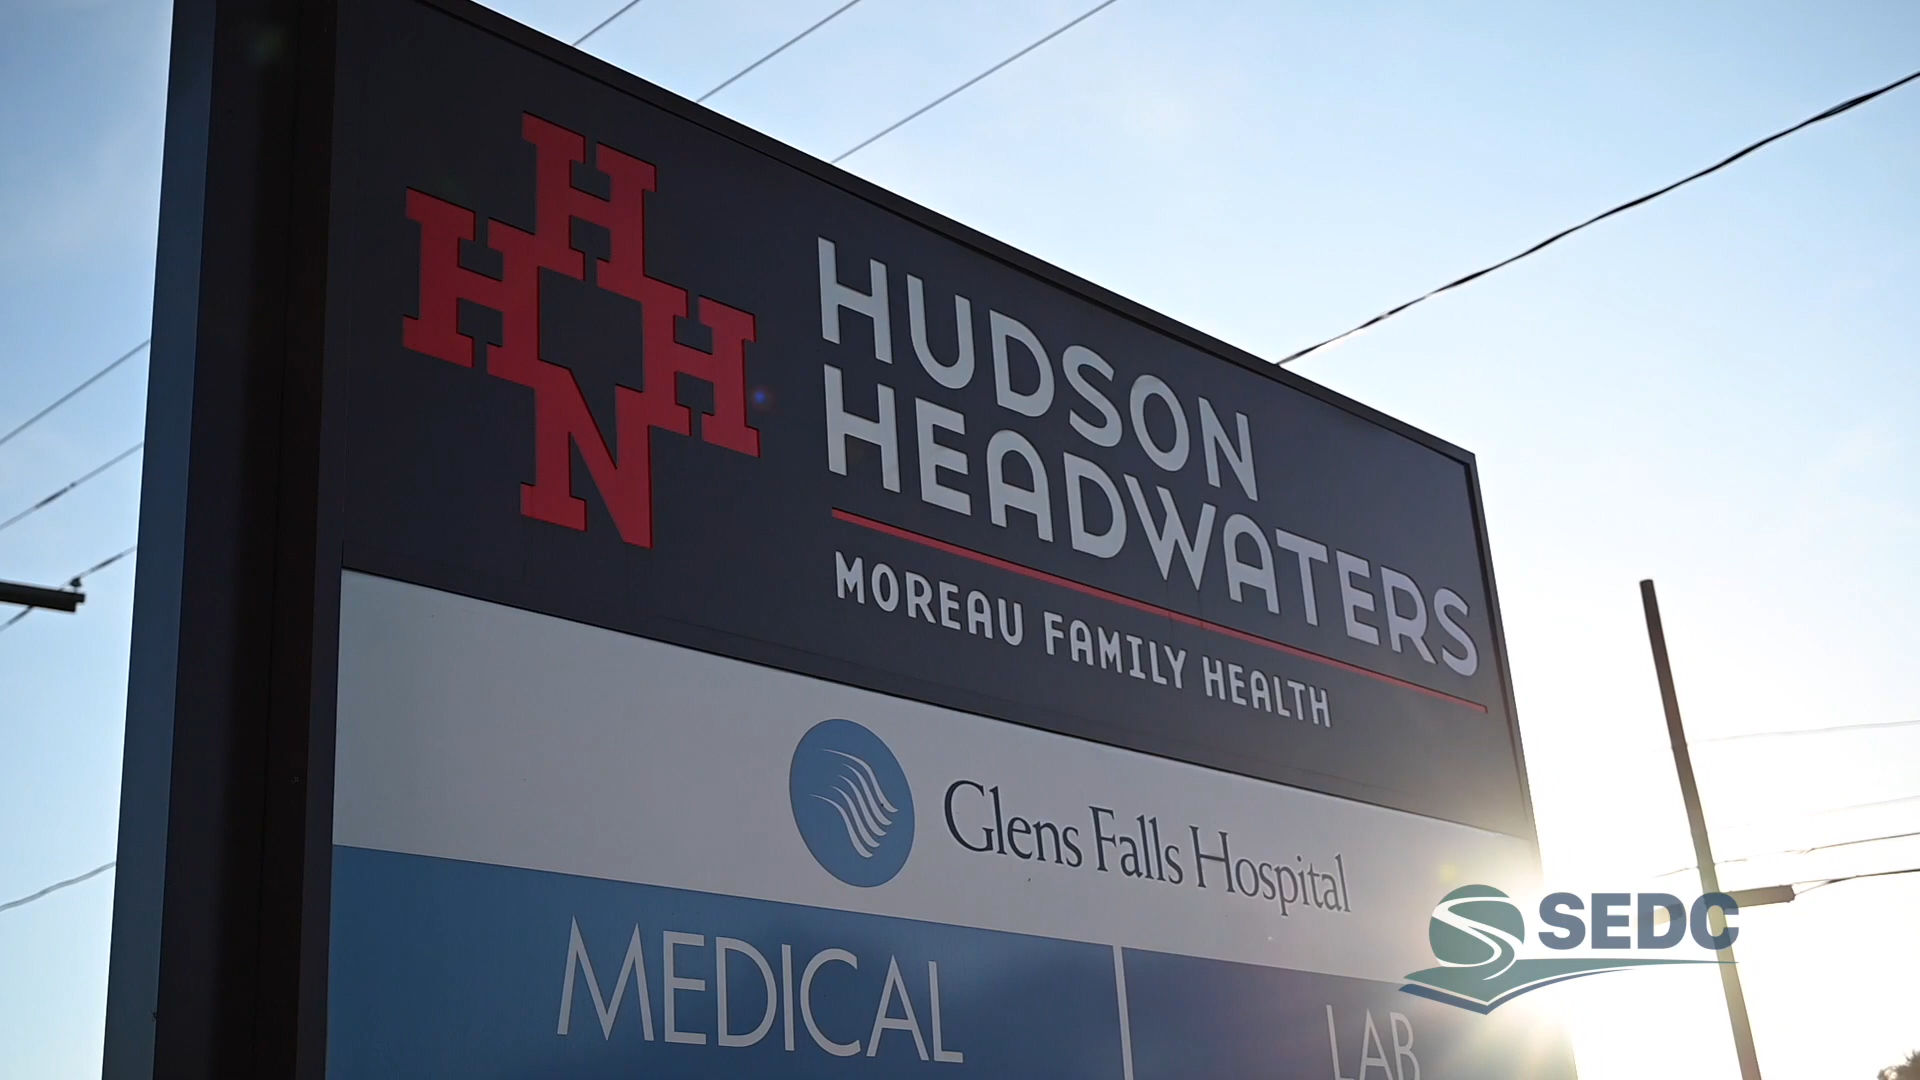 H
H H
N
HUDSON
HEADWATERS
MOREAU FAMILY HEALTH
Glens Falls Hospital
MEDICAL
LAB
SEDC